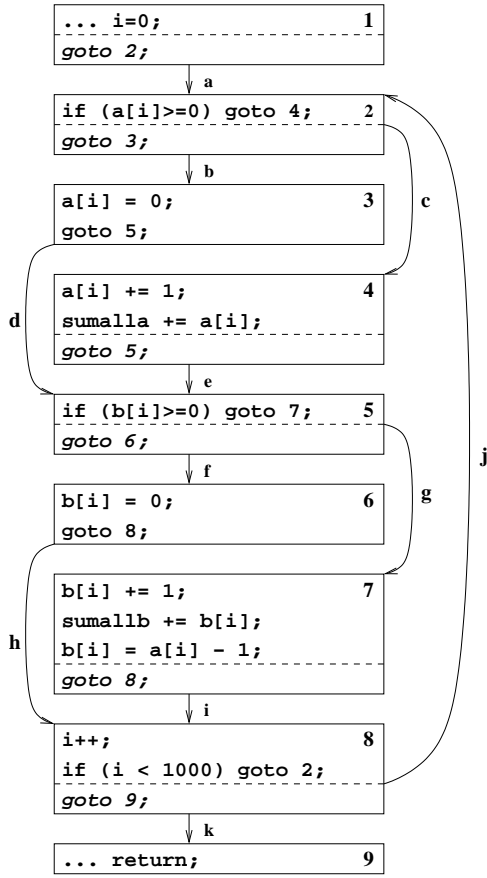 ... i=0; 1
goto 2;
a
if (a[i]>=0) goto 4; 2
goto 3;
b
a[i] = 0; 3
c
goto 5;
a[i] += 1; 4
d
sumalla += a[i];
goto 5;
e
if (b[i]>=0) goto 7; 5
goto 6;
j
f
b[i] = 0; 6
g
goto 8;
b[i] += 1; 7
sumallb += b[i];
h
b[i] = a[i] - 1;
goto 8;
i
i++; 8
if (i < 1000) goto 2;
goto 9;
k
... return; 9